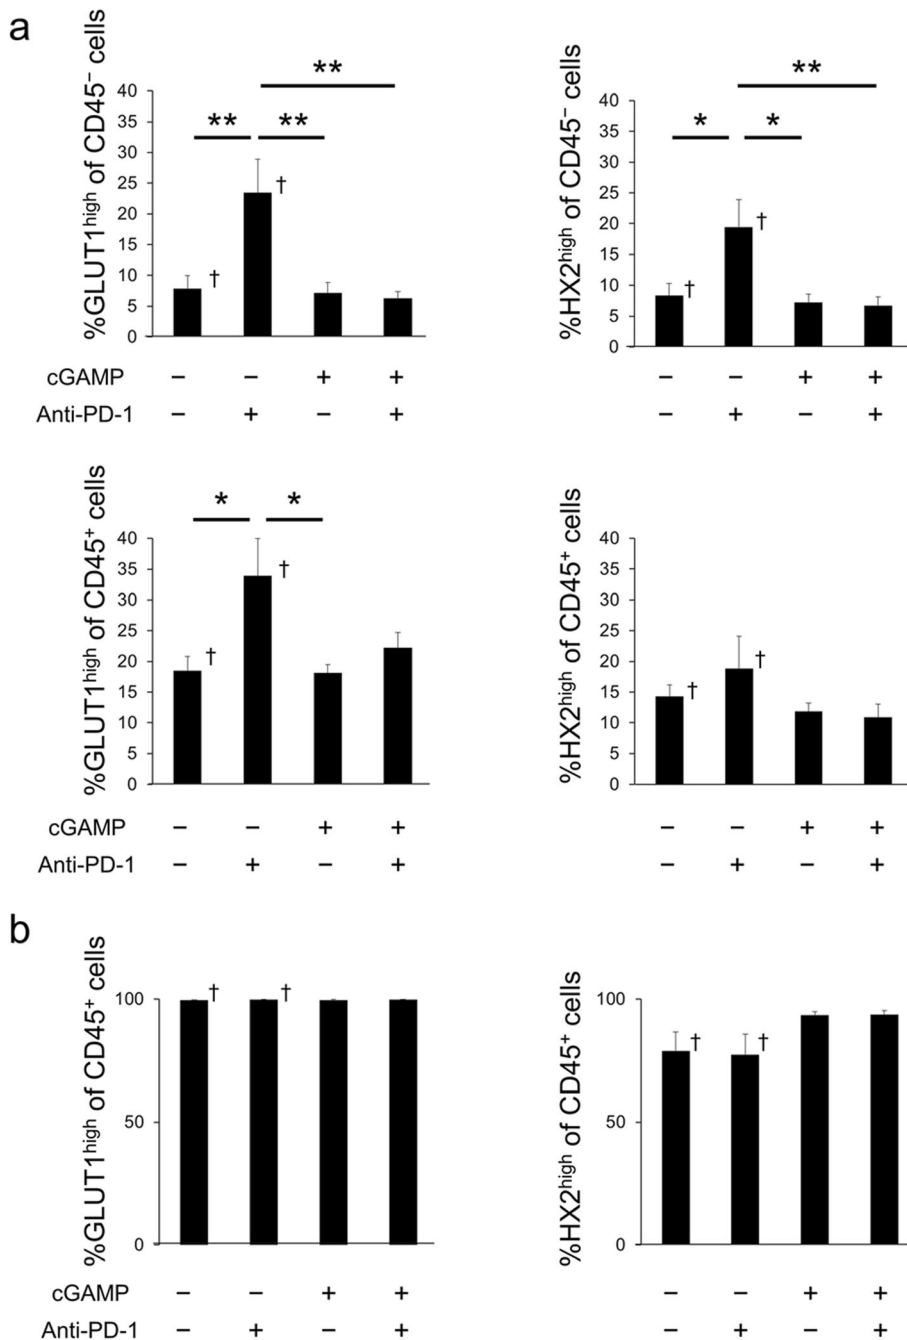 a
%GLUT1high of CD45− cells
**
** **
40
35
30
25
20
15
10
5
0
†
†
cGAMP − − + +
Anti-PD-1 − + − +
%HX2high of CD45− cells
**
* *
40
35
30
25
20
15
10
5
0
†
†
− − + +
− + − +
%GLUT1high of CD45+ cells
* *
40
35
30
25
20
15
10
5
0
†
†
cGAMP − − + +
Anti-PD-1 − + − +
%HX2high of CD45+ cells
40
35
30
25
20
15
10
5
0
†
†
− − + +
− + − +
b
%GLUT1high of CD45+ cells
100
50
0
† †
cGAMP − − + +
Anti-PD-1 − + − +
%HX2high of CD45+ cells
100
50
0
† †
− − + +
− + − +